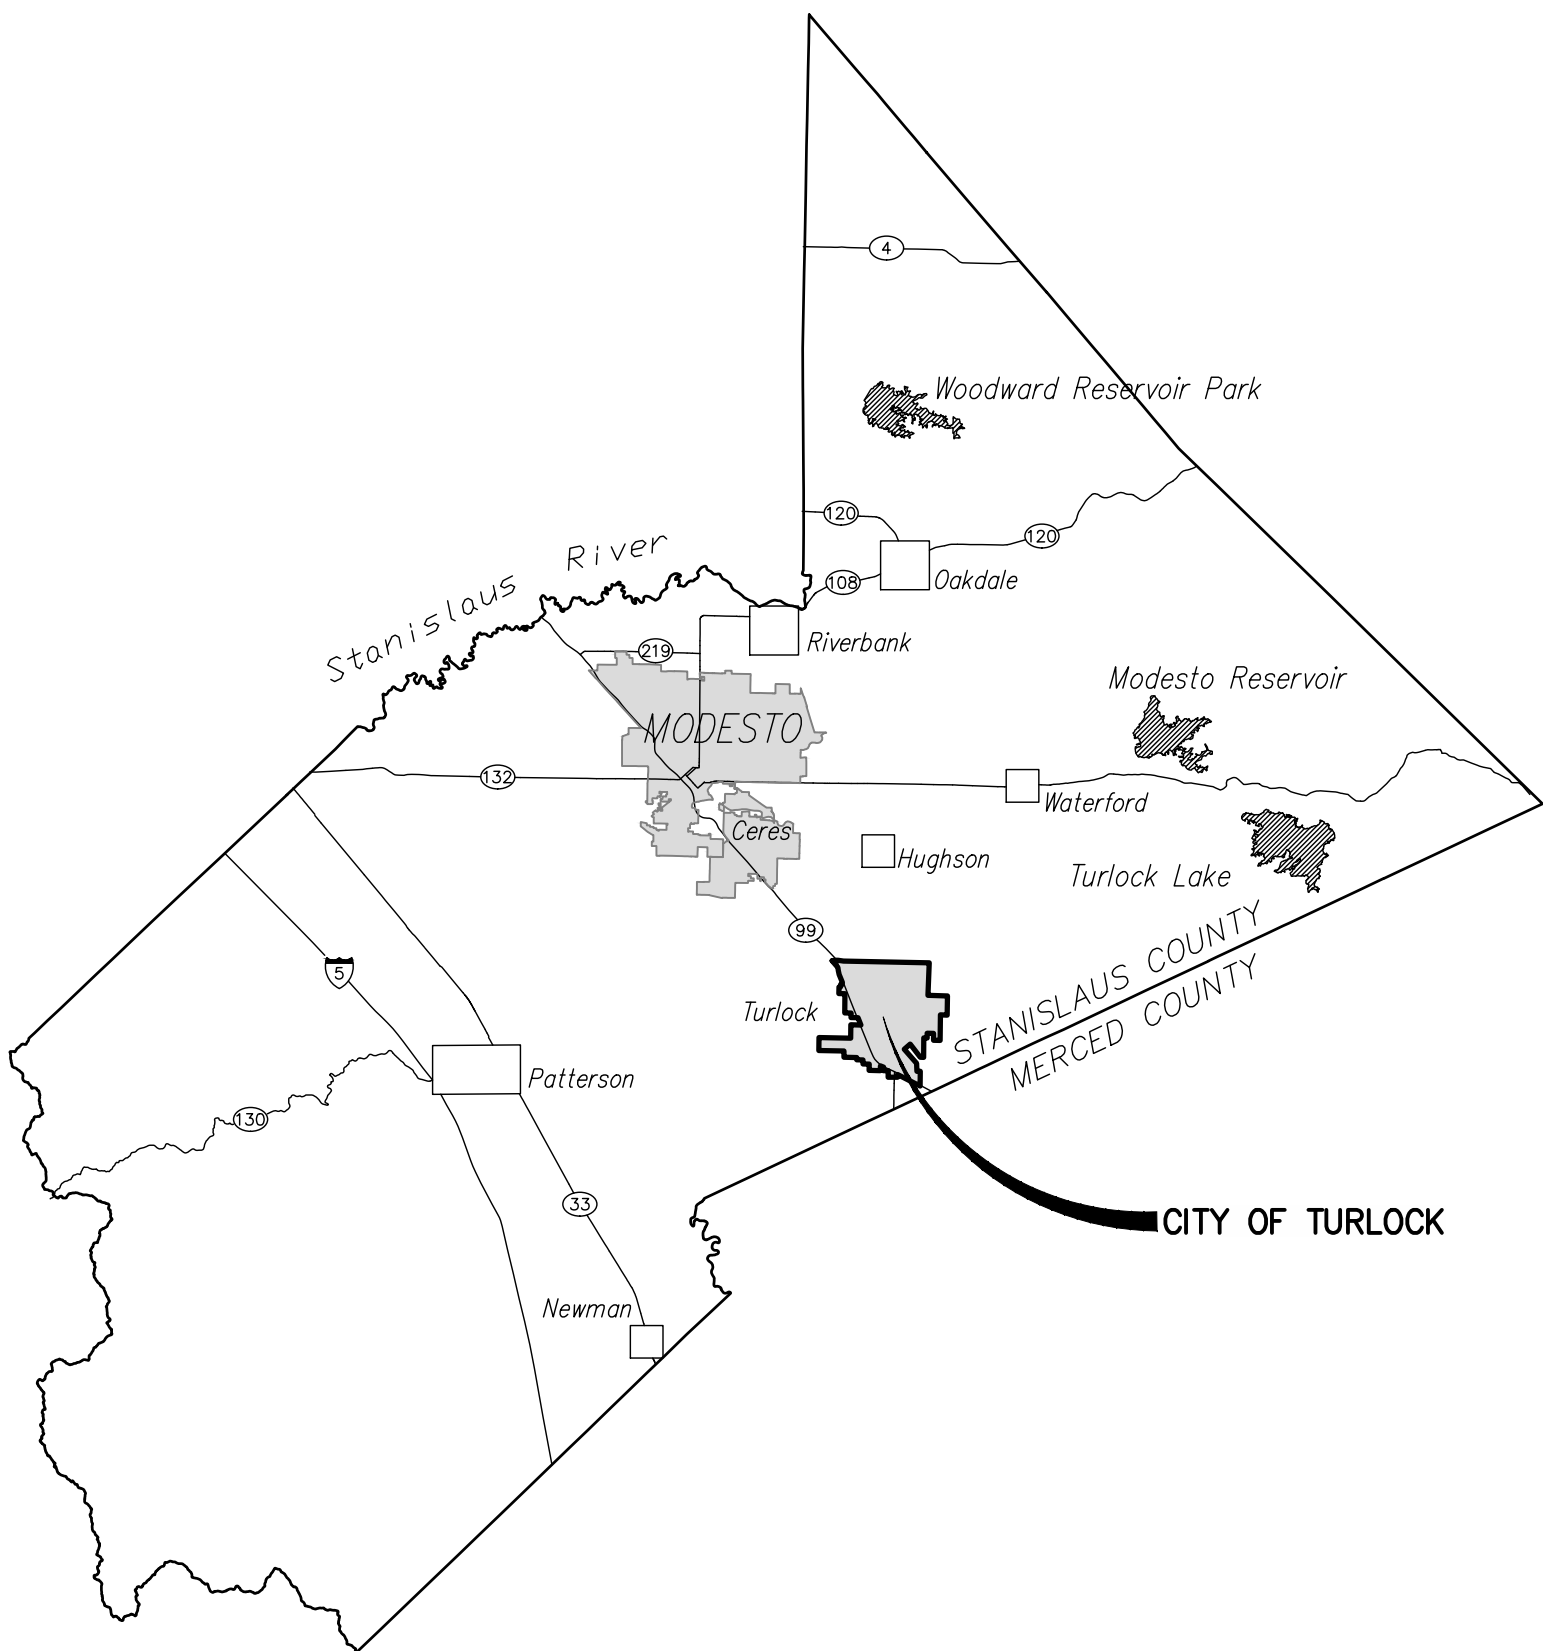 4
Woodward Reservoir Park
120
120
108
Oakdale
Stanislaus River
Riverbank
219
Modesto Reservoir
MODESTO
132
Waterford
Ceres
Hughson
Turlock Lake
99
STANISLAUS COUNTY
MERCED COUNTY
5
Turlock
Patterson
130
33
CITY OF TURLOCK
Newman